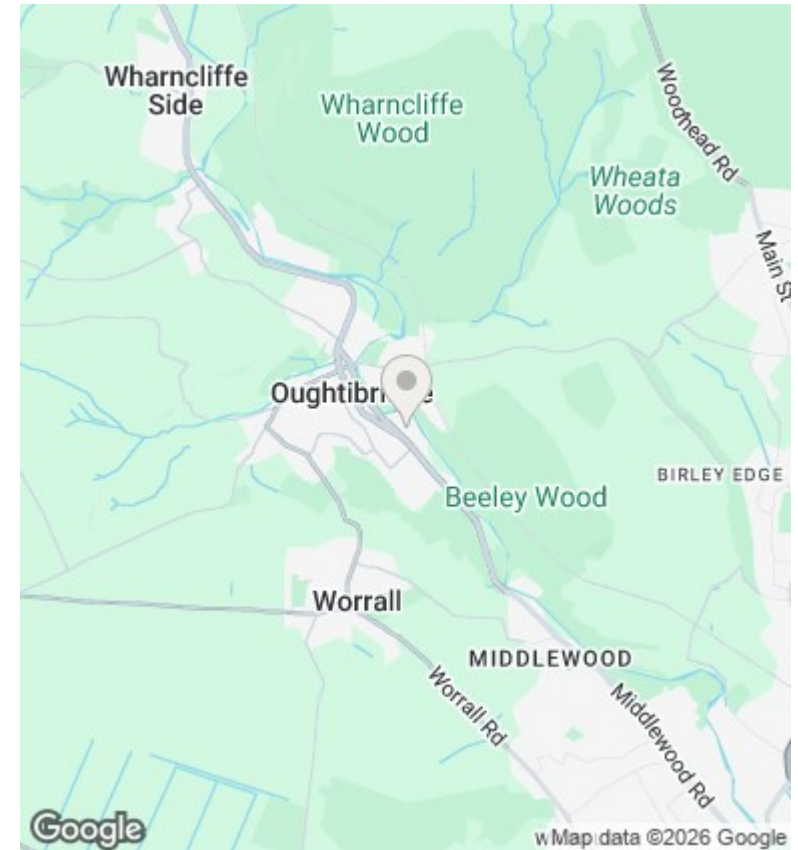 Wharncliffe
Side
Wharncliffe
Wood
Woodhead Rd
Wheata
Woods
Main St
Beeley Wood
BIRLEY EDGE
Worrall
MIDDLEWOOD
Worrall Rd
Middlewood Rd
Google
Map data ©2026 Google